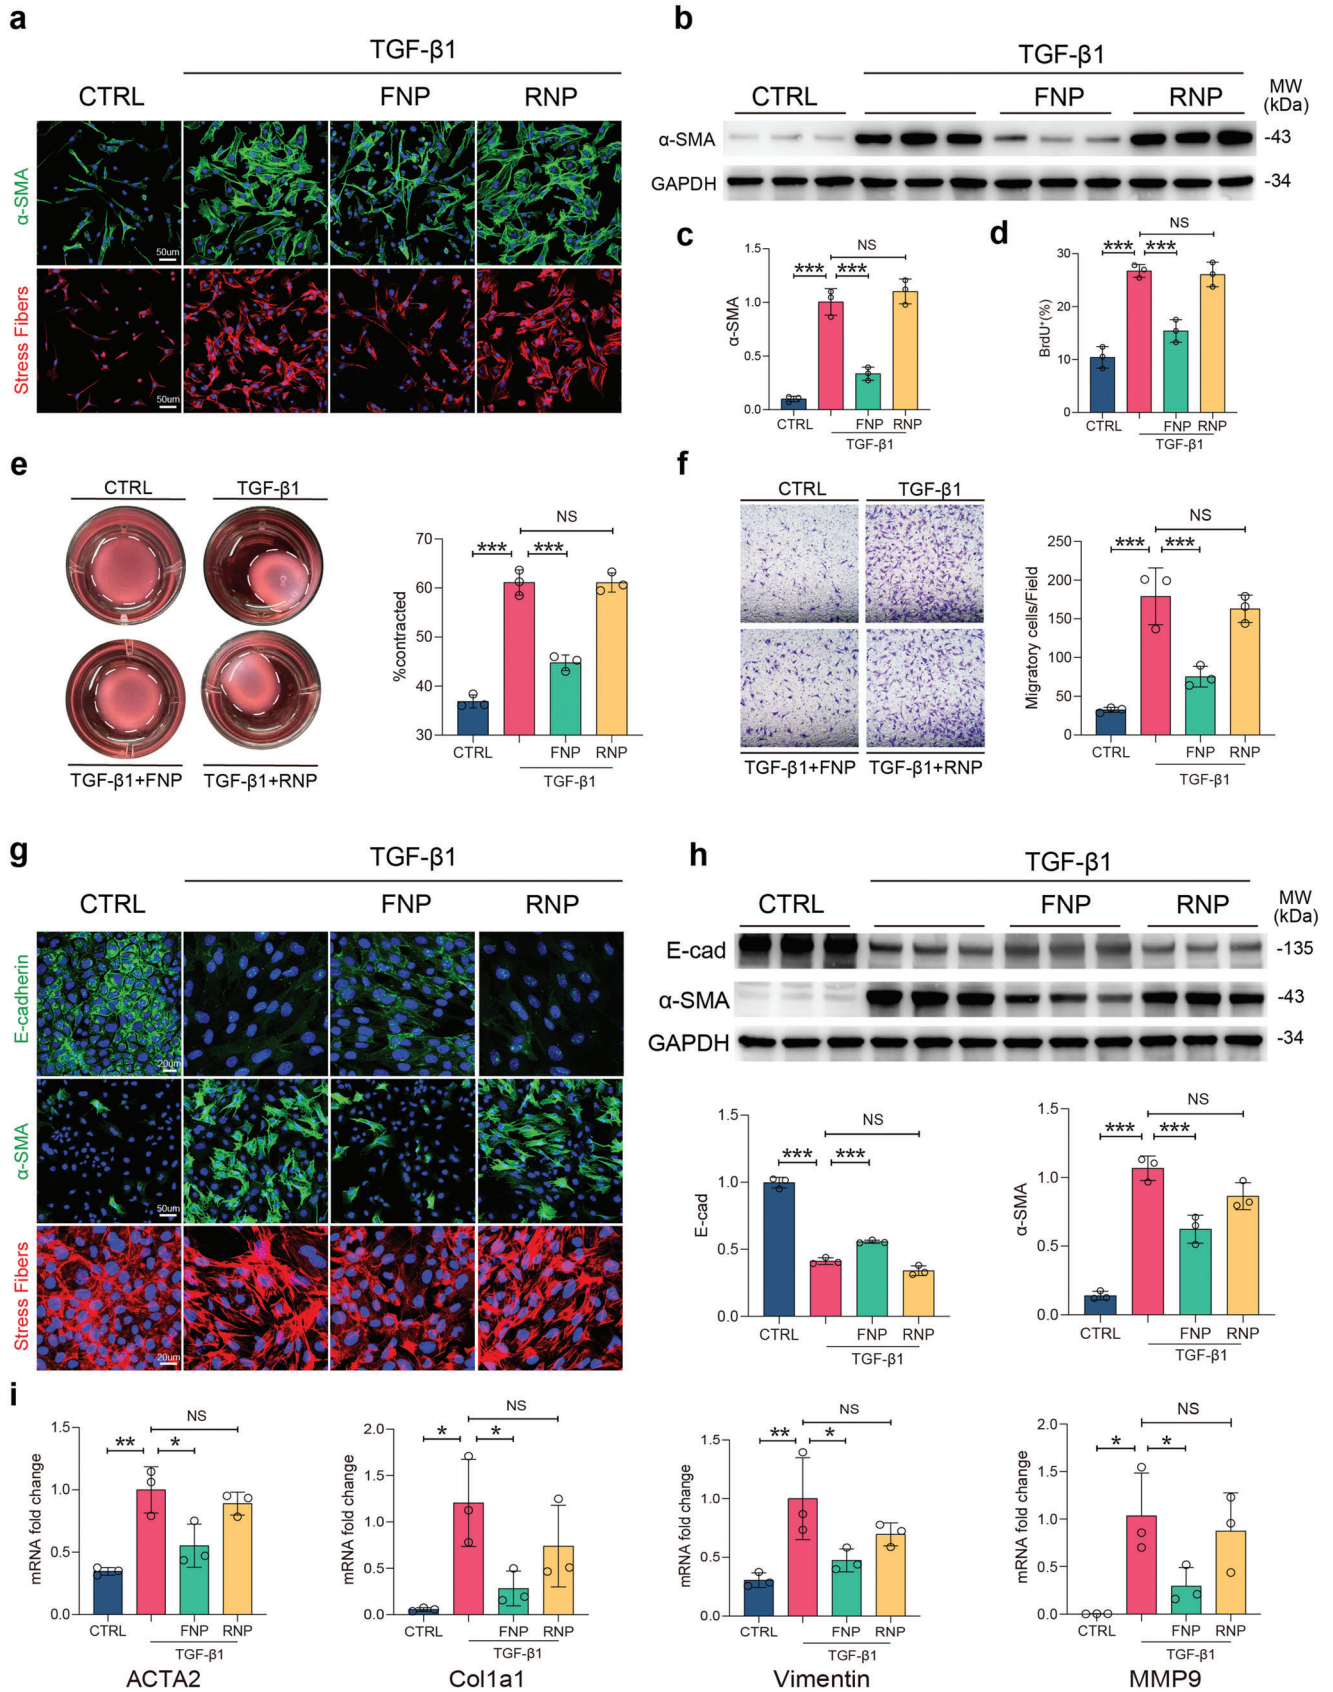 a
TGF-β1
CTRL FNP RNP
α-SMA
50um
Stress Fibers
50um
b
TGF-β1
CTRL FNP RNP
MW
(kDa)
α-SMA -43
GAPDH -34
c
α-SMA
NS
*** ***
1.5
1.0
0.5
0.0
CTRL FNP RNP
TGF-β1
d
BrdU⁺(%)
NS
*** ***
30
20
10
0
CTRL FNP RNP
TGF-β1
e
CTRL TGF-β1
TGF-β1+FNP TGF-β1+RNP
%contracted
NS
*** ***
70
60
50
40
30
CTRL FNP RNP
TGF-β1
f
CTRL TGF-β1
TGF-β1+FNP TGF-β1+RNP
Migratory cells/Field
NS
*** ***
250
200
150
100
50
0
CTRL FNP RNP
TGF-β1
g
TGF-β1
CTRL FNP RNP
E-cadherin
20um
α-SMA
50um
Stress Fibers
20um
h
TGF-β1
CTRL FNP RNP
MW
(kDa)
E-cad -135
α-SMA -43
GAPDH -34
E-cad
NS
*** ***
1.5
1.0
0.5
0.0
CTRL FNP RNP
TGF-β1
α-SMA
NS
*** ***
1.5
1.0
0.5
0.0
CTRL FNP RNP
TGF-β1
i
mRNA fold change
NS
** *
1.5
1.0
0.5
0.0
CTRL FNP RNP
TGF-β1
ACTA2
mRNA fold change
NS
* *
2.0
1.5
1.0
0.5
0.0
CTRL FNP RNP
TGF-β1
Col1a1
mRNA fold change
NS
** *
1.5
1.0
0.5
0.0
CTRL FNP RNP
TGF-β1
Vimentin
mRNA fold change
NS
* *
2.0
1.5
1.0
0.5
0.0
CTRL FNP RNP
TGF-β1
MMP9